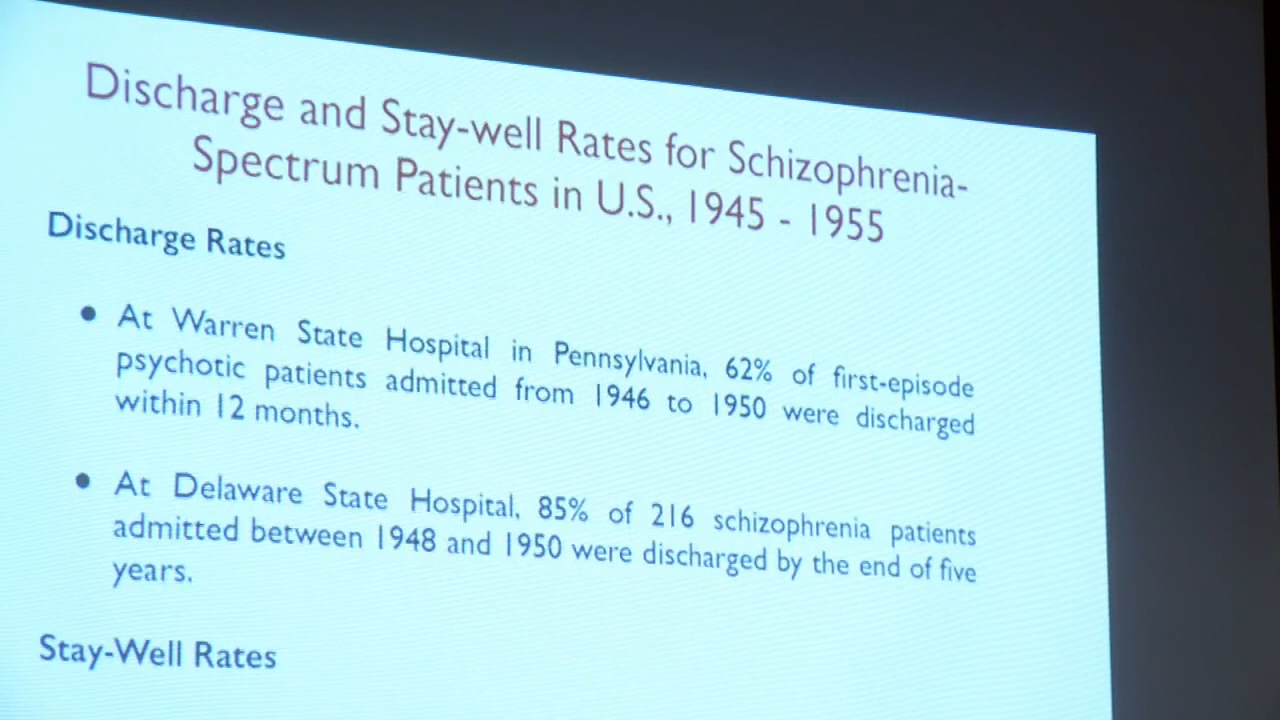 Discharge and Stay-well Rates for Schizophrenia-
Spectrum Patients in U.S., 1945 - 1955
Discharge Rates
• At Warren State Hospital in Pennsylvania, 62% of first-episode
psychotic patients admitted from 1946 to 1950 were discharged
within 12 months.
• At Delaware State Hospital, 85% of 216 schizophrenia patients
admitted between 1948 and 1950 were discharged by the end of five
years.
Stay-Well Rates